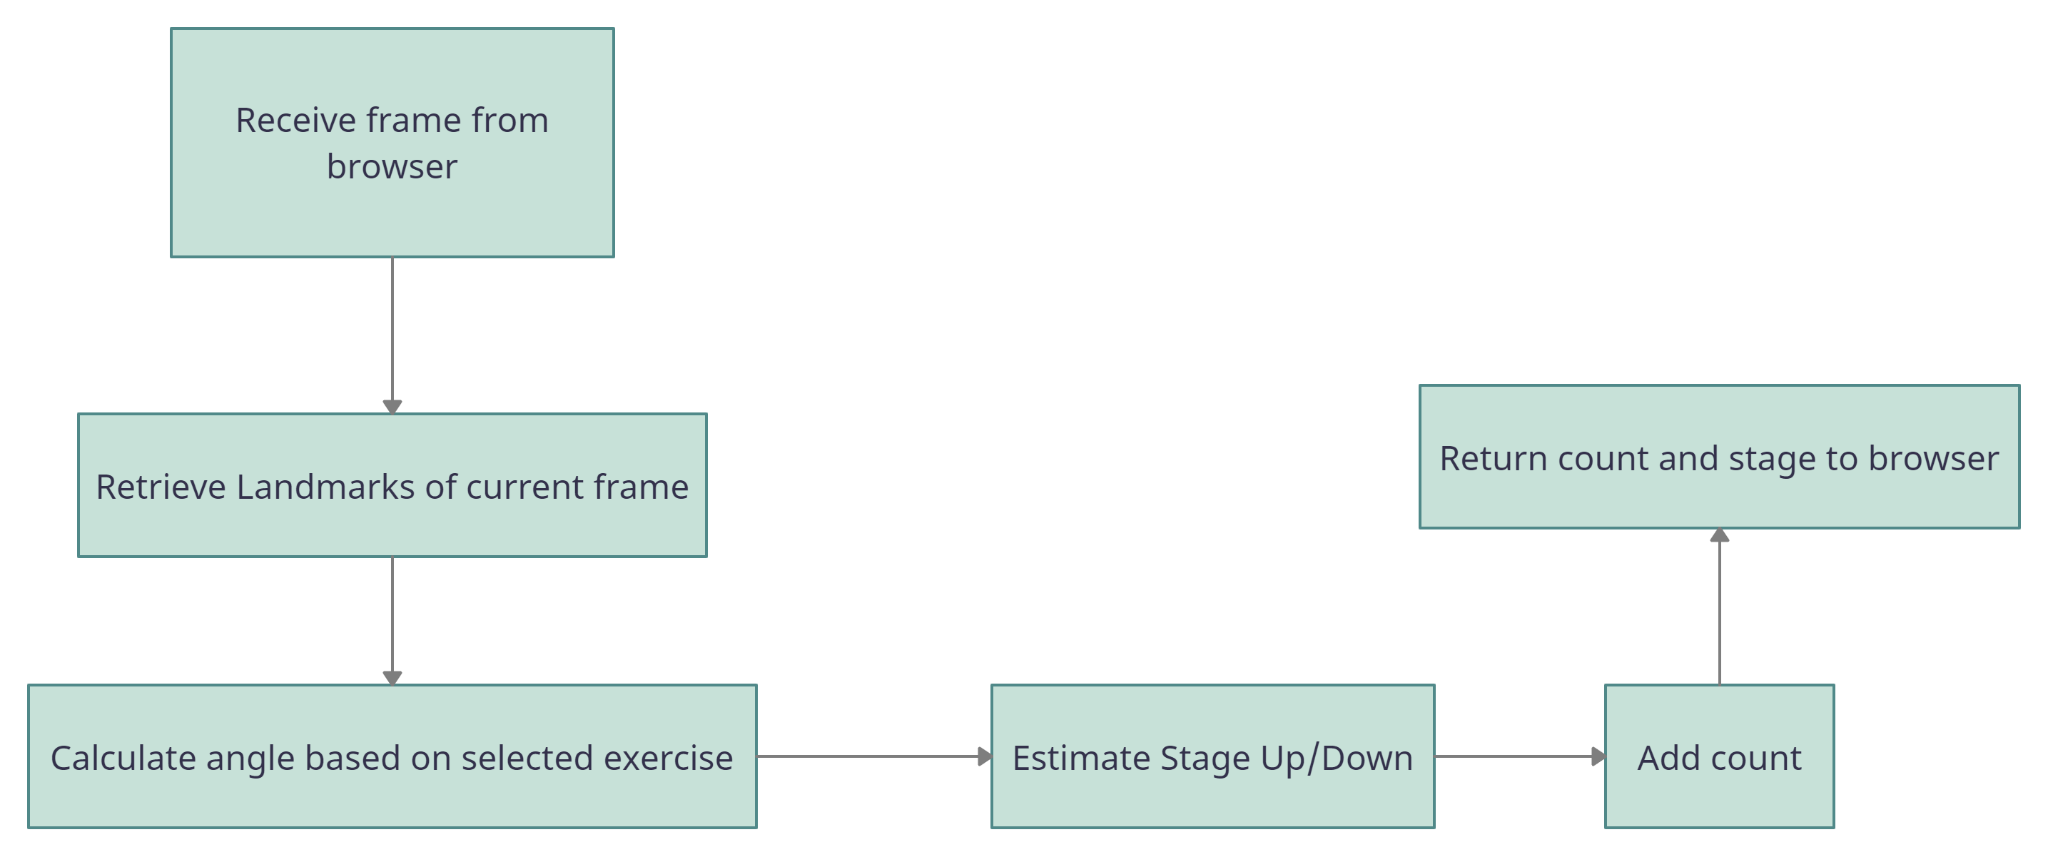 Receive frame from
browser
Retrieve Landmarks of current frame
Calculate angle based on selected exercise
Estimate Stage Up/Down
Add count
Return count and stage to browser